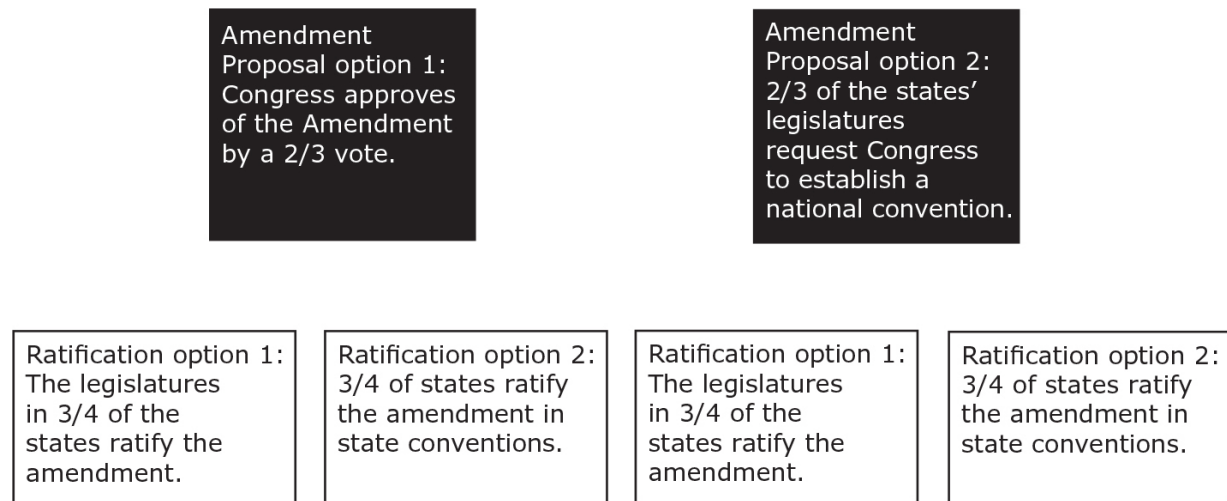 Amendment
Proposal option 1:
Congress approves
of the Amendment
by a 2/3 vote.
Amendment
Proposal option 2:
2/3 of the states’
legislatures
request Congress
to establish a
national convention.
Ratification option 1:
The legislatures
in 3/4 of the
states ratify the
amendment.
Ratification option 2:
3/4 of states ratify
the amendment in
state conventions.
Ratification option 1:
The legislatures
in 3/4 of the
states ratify the
amendment.
Ratification option 2:
3/4 of states ratify
the amendment in
state conventions.